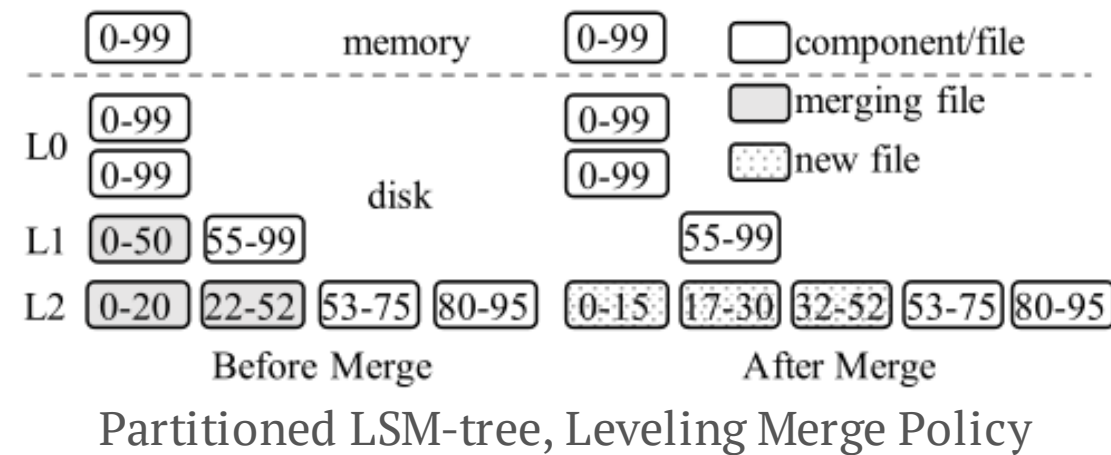 0-99 memory 0-99 component/file
L0 0-99 0-99 merging file
0-99 0-99 new file
disk
L1 0-50 55-99 55-99
L2 0-20 22-52 53-75 80-95 0-15 17-30 32-52 53-75 80-95
Before Merge After Merge
Partitioned LSM-tree, Leveling Merge Policy